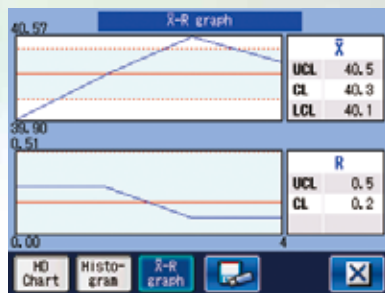 X̄-R graph
40.57
39.90
X̄
UCL 40.5
CL 40.3
LCL 40.1
0.51
0.00
4
R
UCL 0.5
CL 0.2
HD
Chart
Histo-
gram
X̄-R
graph